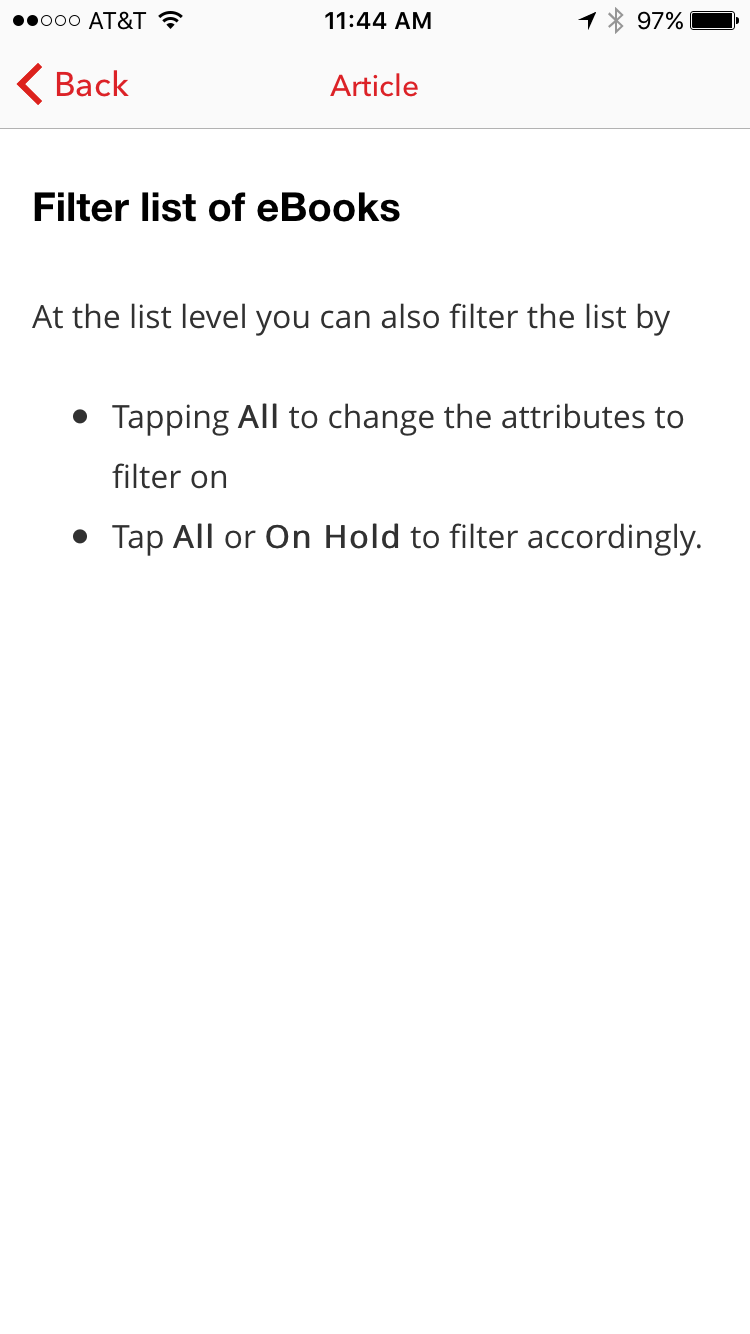 AT&T 11:44 AM 97%
Back Article
Filter list of eBooks
At the list level you can also filter the list by
• Tapping All to change the attributes to
filter on
• Tap All or On Hold to filter accordingly.